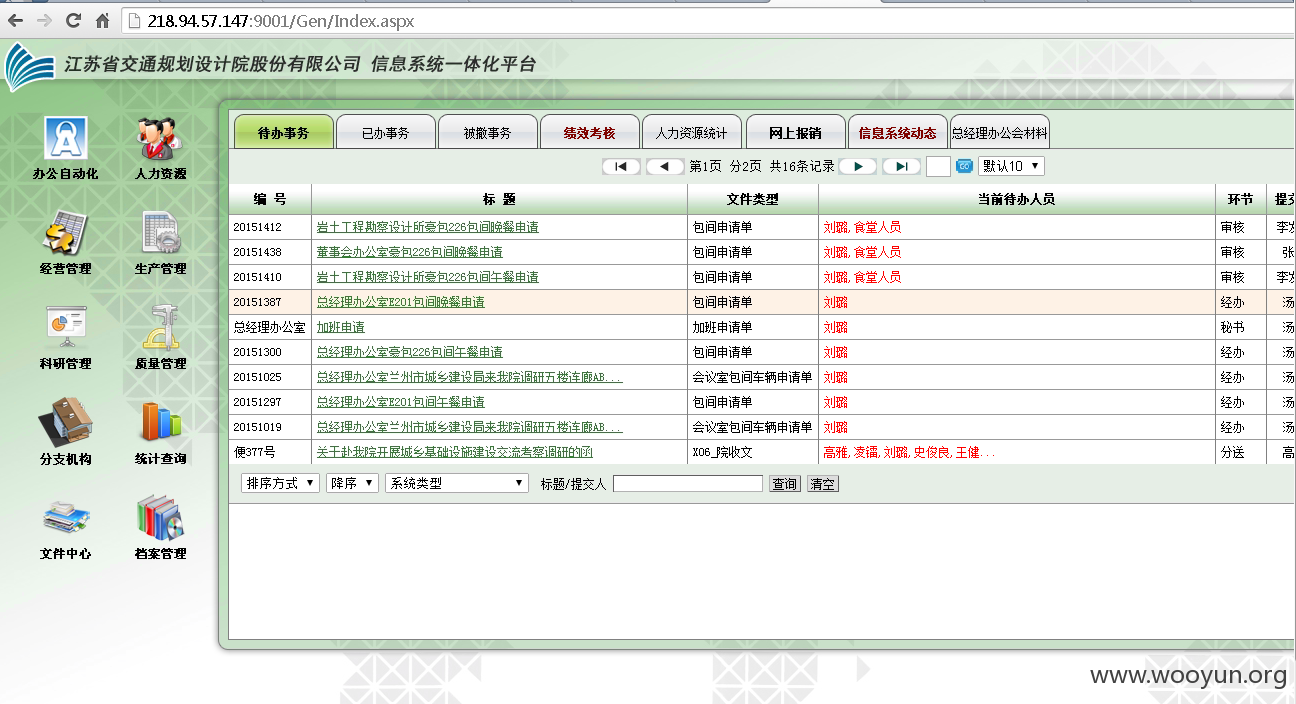 218.94.57.147:9001/Gen/Index.aspx
江苏省交通规划设计院股份有限公司 信息系统一体化平台
办公自动化 人力资源
经营管理 生产管理
科研管理 质量管理
分支机构 统计查询
文件中心 档案管理
待办事务 已办事务 被撤事务 绩效考核 人力资源统计 网上报销 信息系统动态 总经理办公会材料
第1页 分2页 共16条记录 GO 默认10
编 号 标 题 文件类型 当前待办人员 环节 提交
20151412 岩土工程勘察设计所豪包226包间晚餐申请 包间申请单 刘璐, 食堂人员 审核 李发
20151438 董事会办公室豪包226包间晚餐申请 包间申请单 刘璐, 食堂人员 审核 张
20151410 岩土工程勘察设计所豪包226包间午餐申请 包间申请单 刘璐, 食堂人员 审核 李发
20151387 总经理办公室E201包间晚餐申请 包间申请单 刘璐 经办 汤
总经理办公室 加班申请 加班申请单 刘璐 秘书 汤
20151300 总经理办公室豪包226包间午餐申请 包间申请单 刘璐 经办 汤
20151025 总经理办公室兰州市城乡建设局来我院调研五楼连廊AB... 会议室包间车辆申请单 刘璐 经办 汤
20151297 总经理办公室E201包间午餐申请 包间申请单 刘璐 经办 汤
20151019 总经理办公室兰州市城乡建设局来我院调研五楼连廊AB... 会议室包间车辆申请单 刘璐 经办 汤
便377号 关于赴我院开展城乡基础设施建设交流考察调研的函 X06_院收文 高雅, 凌镭, 刘璐, 史俊良, 王健... 分送 高
排序方式 降序 系统类型 标题/提交人 查询 清空
www.wooyun.org